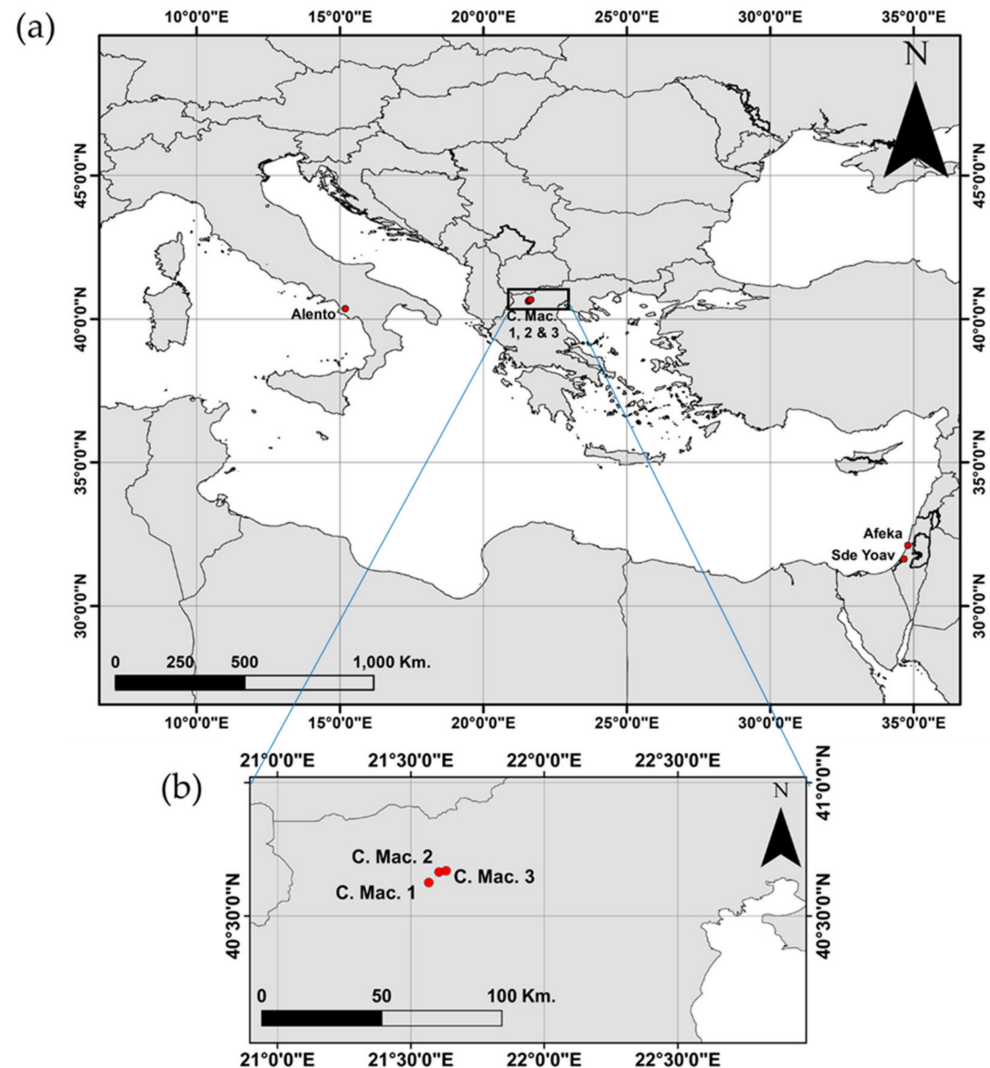 (a)
10°0'0"E 15°0'0"E 20°0'0"E 25°0'0"E 30°0'0"E 35°0'0"E
N
45°0'0"N 45°0'0"N
Alento
C. Mac.
1, 2 & 3
40°0'0"N 40°0'0"N
35°0'0"N 35°0'0"N
Afeka
Sde Yoav
30°0'0"N 30°0'0"N
0 250 500 1,000 Km.
10°0'0"E 15°0'0"E 20°0'0"E 25°0'0"E 30°0'0"E 35°0'0"E
(b)
21°0'0"E 21°30'0"E 22°0'0"E 22°30'0"E
41°0'0"N
N
C. Mac. 2
C. Mac. 3
C. Mac. 1
40°30'0"N 40°30'0"N
0 50 100 Km.
21°0'0"E 21°30'0"E 22°0'0"E 22°30'0"E